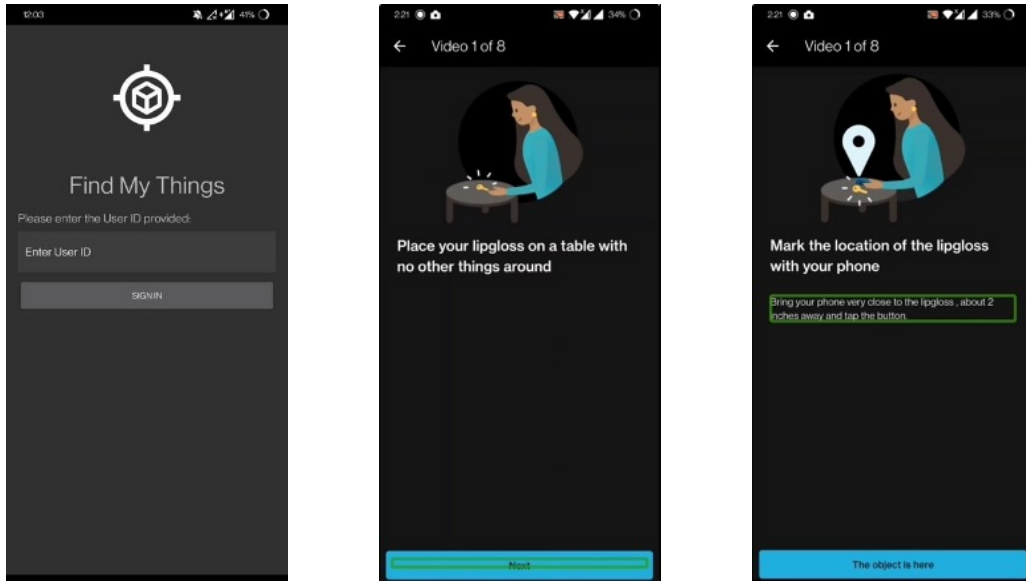 12:03
41%
Find My Things
Please enter the User ID provided:
Enter User ID
SIGN IN
2:21
34%
Video 1 of 8
Place your lipgloss on a table with
no other things around
Next
2:21
33%
Video 1 of 8
Mark the location of the lipgloss
with your phone
Bring your phone very close to the lipgloss , about 2
inches away and tap the button.
The object is here